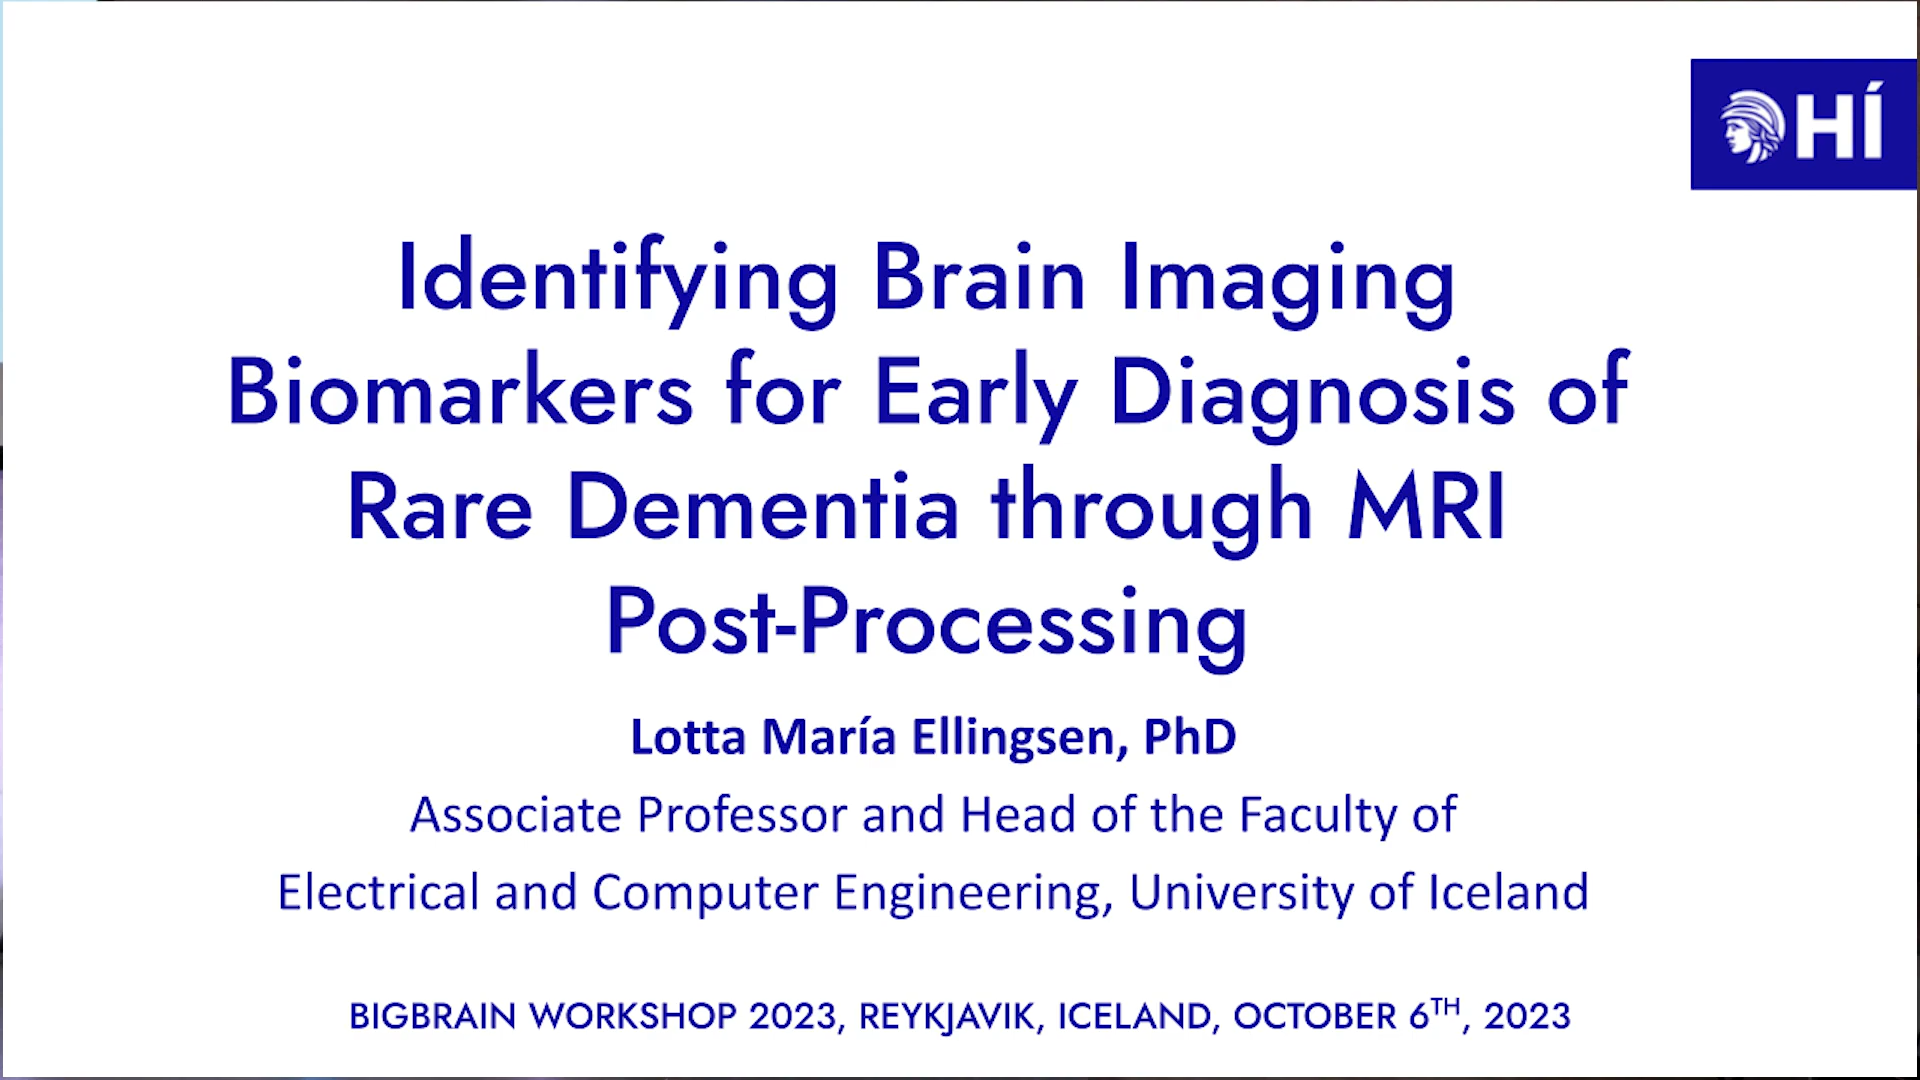 HÍ
Identifying Brain Imaging
Biomarkers for Early Diagnosis of
Rare Dementia through MRI
Post-Processing
Lotta María Ellingsen, PhD
Associate Professor and Head of the Faculty of
Electrical and Computer Engineering, University of Iceland
BIGBRAIN WORKSHOP 2023, REYKJAVIK, ICELAND, OCTOBER 6TH, 2023